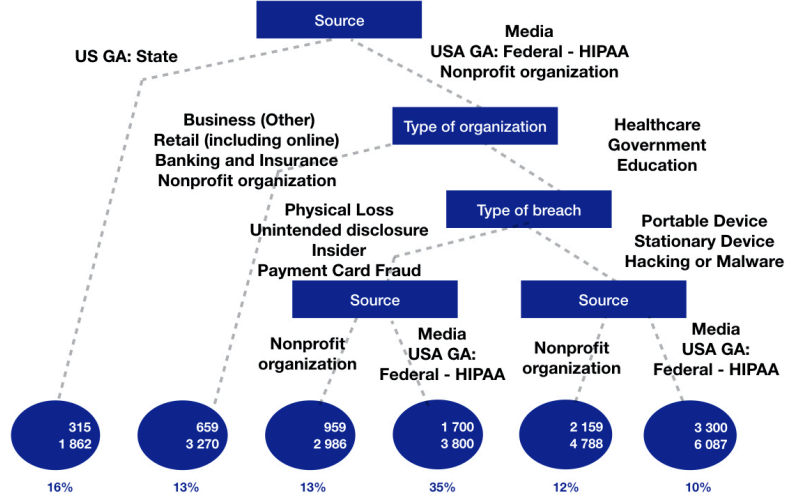 Source
US GA: State
Media
USA GA: Federal - HIPAA
Nonprofit organization
Type of organization
Business (Other)
Retail (including online)
Banking and Insurance
Nonprofit organization
Healthcare
Government
Education
Type of breach
Physical Loss
Unintended disclosure
Insider
Payment Card Fraud
Portable Device
Stationary Device
Hacking or Malware
Source
Source
Nonprofit
organization
Media
USA GA:
Federal - HIPAA
Nonprofit
organization
Media
USA GA:
Federal - HIPAA
315
1 862
659
3 270
959
2 986
1 700
3 800
2 159
4 788
3 300
6 087
16%
13%
13%
35%
12%
10%